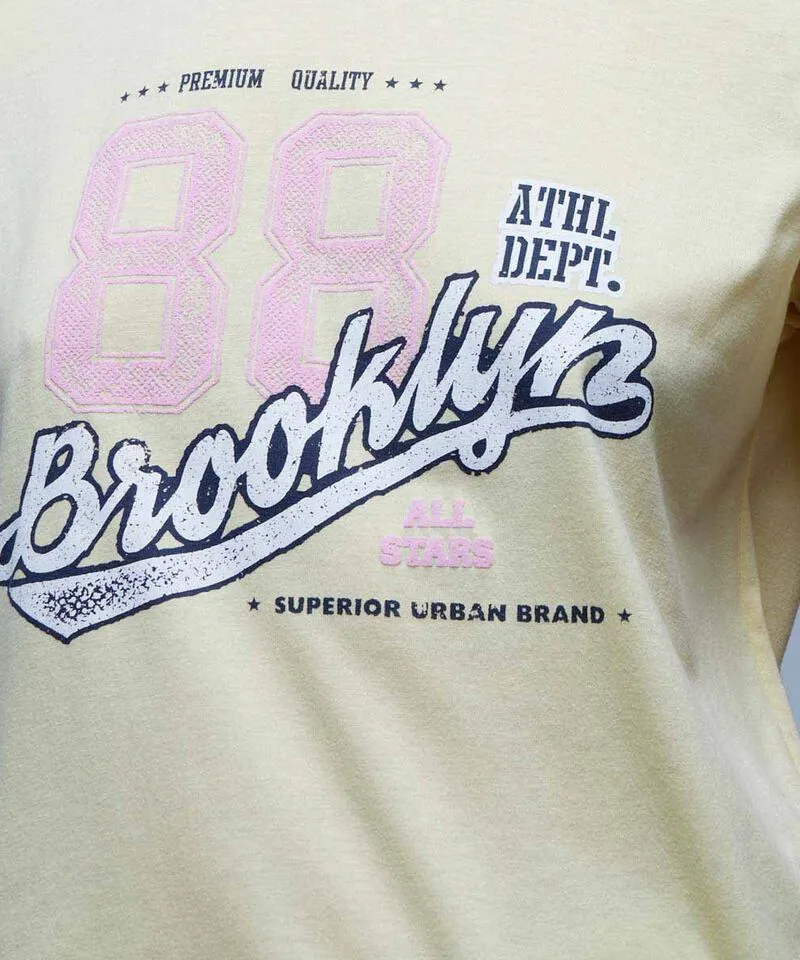 PREMIUM QUALITY
88
ATHL
DEPT.
Brooklyn
ALL
STARS
SUPERIOR URBAN BRAND